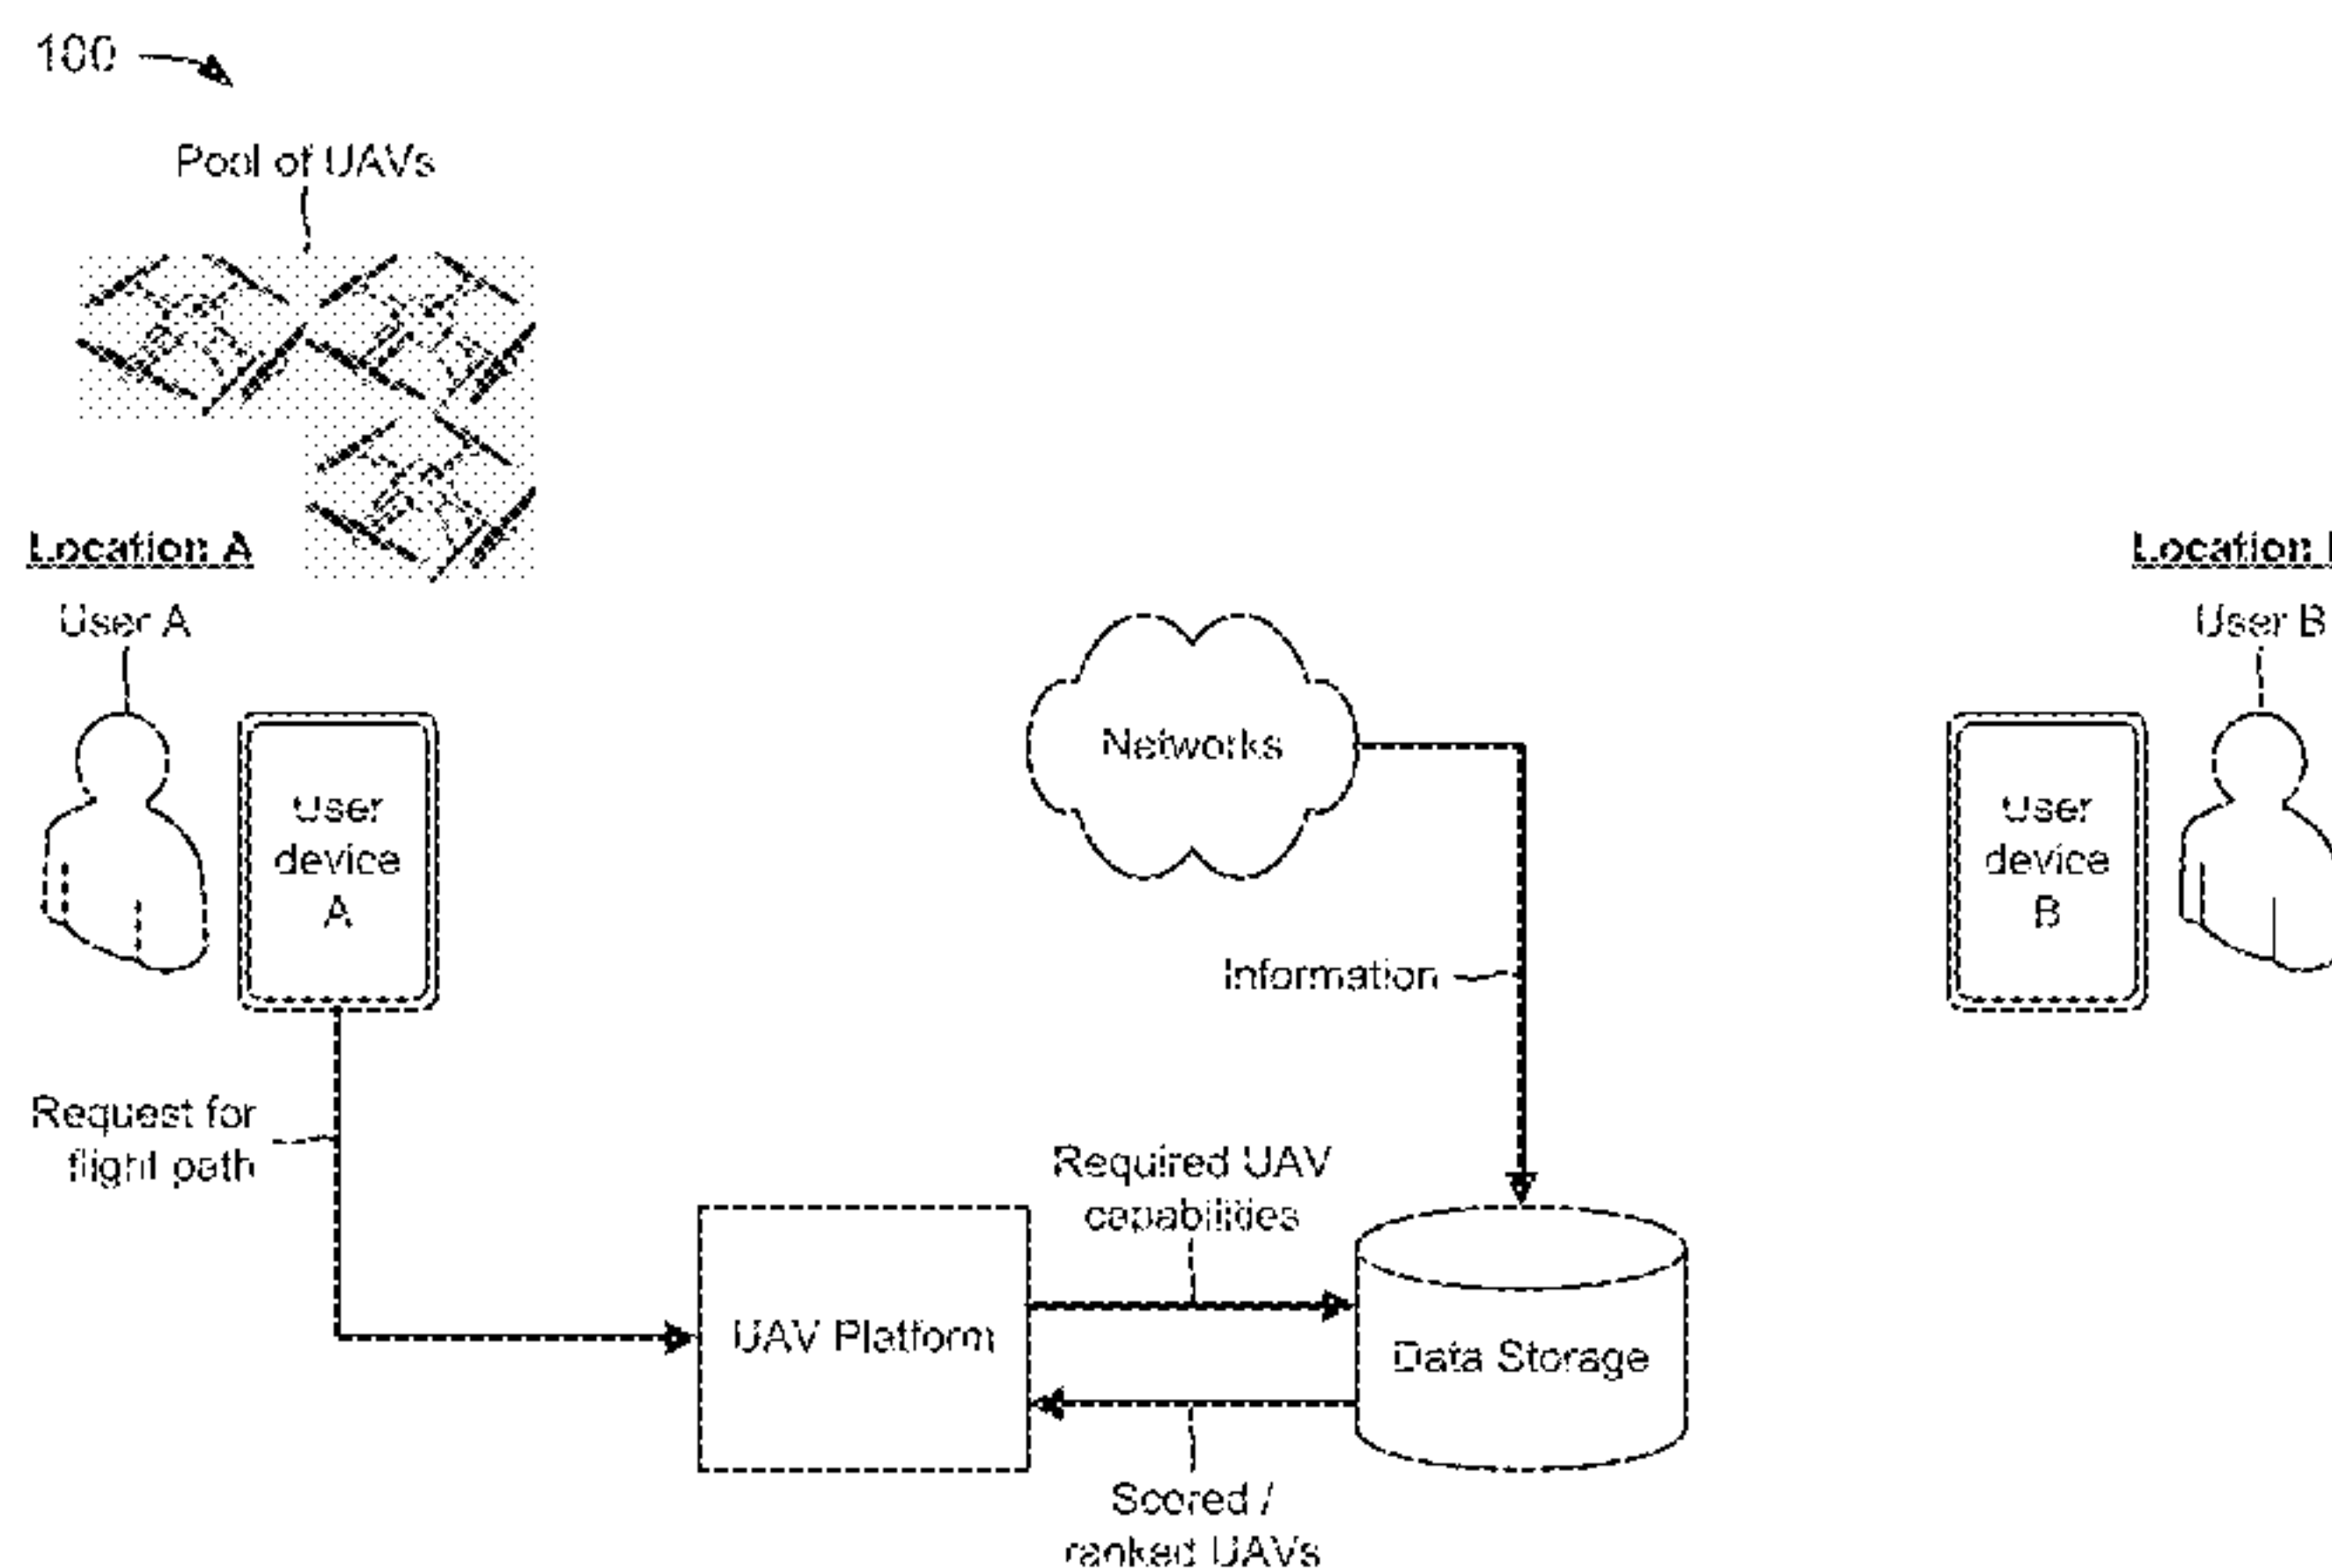 100
Pool of UAVs
Location A
User A
User
device
A
Request for
flight path
Networks
Information
Required UAV
capabilities
UAV Platform
Data Storage
Scored /
ranked UAVs
Location
User B
User
device
B